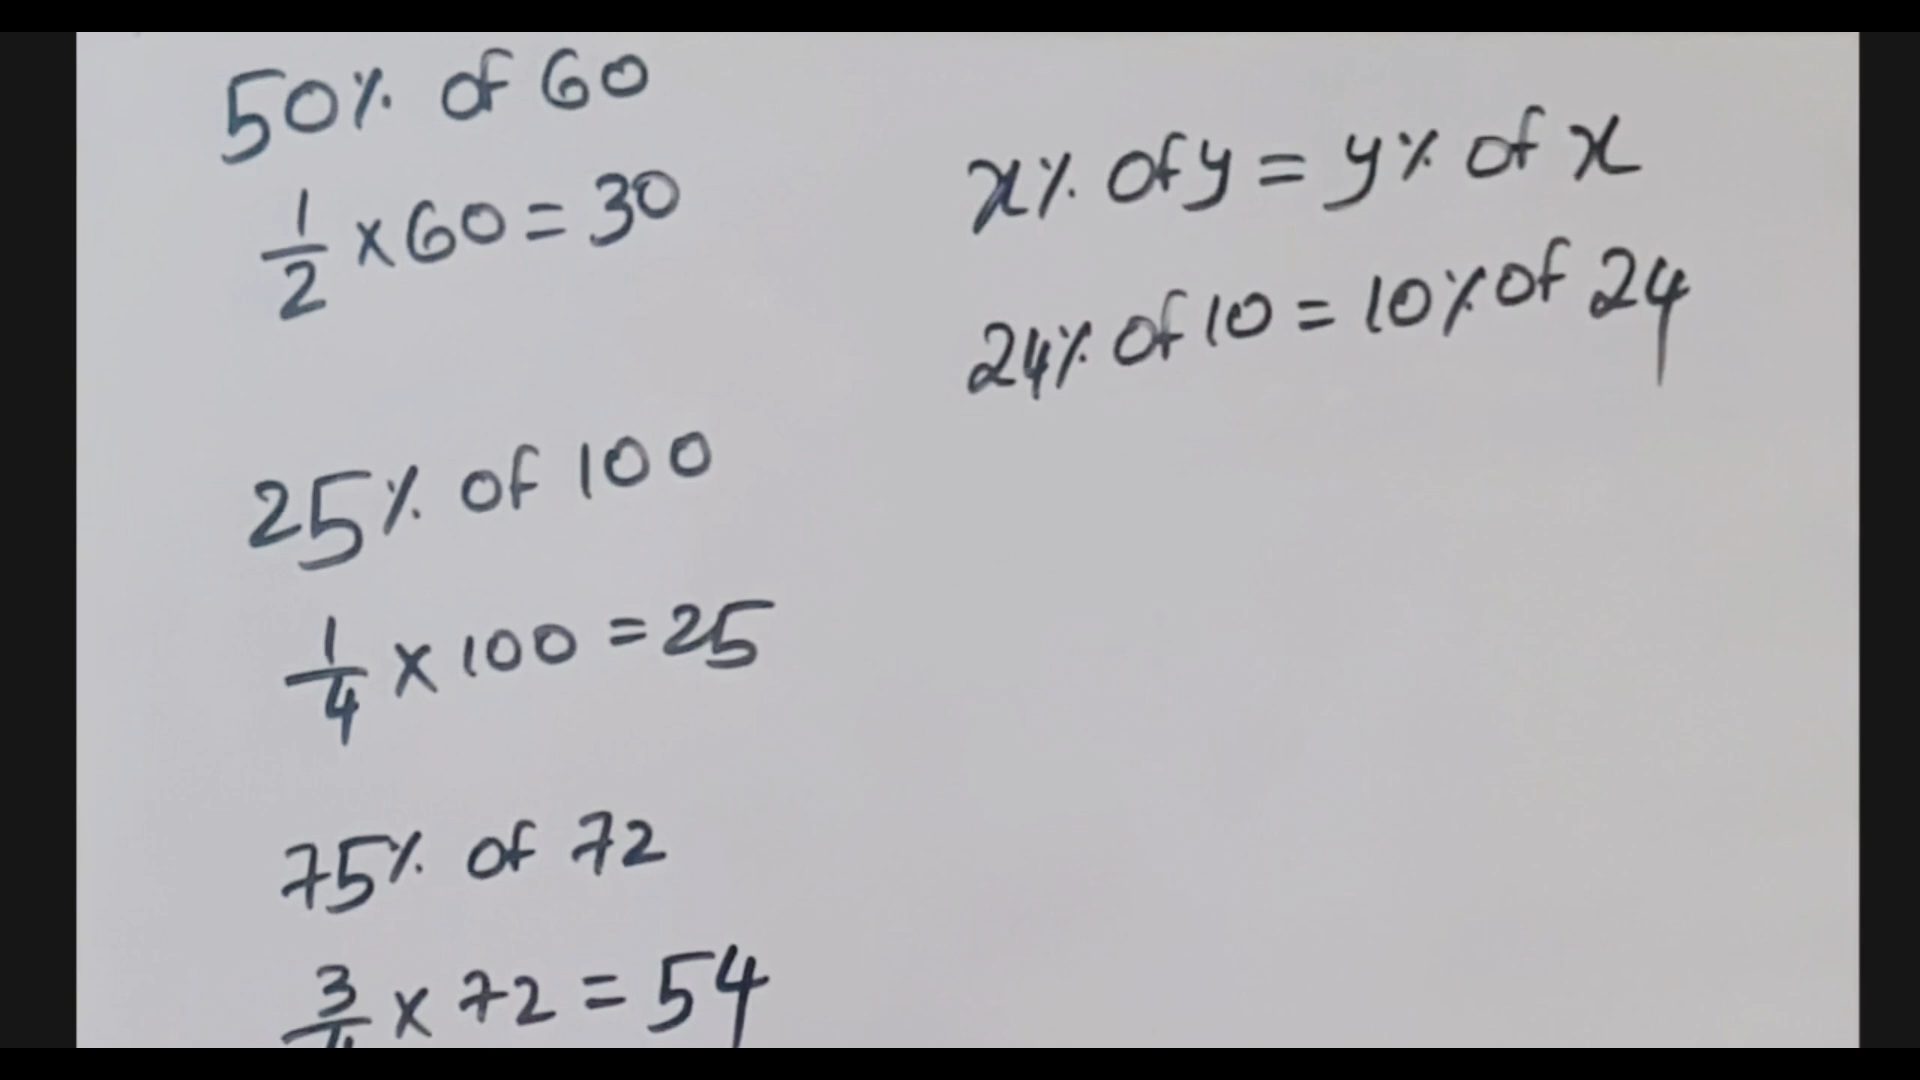 50% of 60
1/2 × 60 = 30
25% of 100
1/4 × 100 = 25
75% of 72
3/4 × 72 = 54
x% of y = y% of x
24% of 10 = 10% of 24